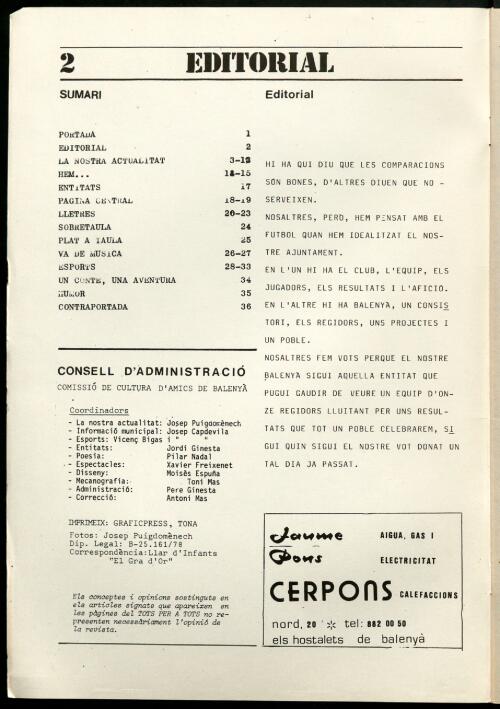 2 EDITORIAL
SUMARI
PORTADA 1
EDITORIAL 2
LA NOSTRA ACTUALITAT 3-12
HEM... 14-15
ENTITATS 17
PAGINA CENTRAL 18-19
LLETRES 20-23
SOBRETAULA 24
PLAT A TAULA 25
VA DE MUSICA 26-27
ESPORTS 28-33
UN CONTE, UNA AVENTURA 34
HUMOR 35
CONTRAPORTADA 36
CONSELL D'ADMINISTRACIÓ
COMISSIÓ DE CULTURA D'AMICS DE BALENYÀ
Coordinadors
- La nostra actualitat: Josep Puigdomènech
- Informació municipal: Josep Capdevila
- Esports: Vicenç Bigas i " "
- Entitats: Jordi Ginesta
- Poesia: Pilar Nadal
- Espectacles: Xavier Freixenet
- Disseny: Moisès Espuña
- Mecanografia: Toni Mas
- Administració: Pere Ginesta
- Correcció: Antoni Mas
IMPRIMEIX: GRAFICPRESS, TONA
Fotos: Josep Puigdomènech
Dip. Legal: B-25.161/78
Correspondència:Llar d'Infants
"El Gra d'Or"
Els conceptes i opinions sostinguts en
els articles signats que apareixen en
les pàgines del TOTS PER A TOTS no re-
presenten necessàriament l'opinió de
la revista.
Editorial
HI HA QUI DIU QUE LES COMPARACIONS
SÓN BONES, D'ALTRES DIUEN QUE NO -
SERVEIXEN.
NOSALTRES, PERÒ, HEM PENSAT AMB EL
FUTBOL QUAN HEM IDEALITZAT EL NOS-
TRE AJUNTAMENT.
EN L'UN HI HA EL CLUB, L'EQUIP, ELS
JUGADORS, ELS RESULTATS I L'AFICIÓ.
EN L'ALTRE HI HA BALENYÀ, UN CONSIS
TORI, ELS REGIDORS, UNS PROJECTES I
UN POBLE.
NOSALTRES FEM VOTS PERQUE EL NOSTRE
BALENYÀ SIGUI AQUELLA ENTITAT QUE
PUGUI GAUDIR DE VEURE UN EQUIP D'ON-
ZE REGIDORS LLUITANT PER UNS RESUL-
TATS QUE TOT UN POBLE CELEBRAREM, SI
GUI QUIN SIGUI EL NOSTRE VOT DONAT UN
TAL DIA JA PASSAT.
Jaume AIGUA, GAS I
Pons ELECTRICITAT
CERPONS CALEFACCIONS
nord, 20 * tel: 882 00 50
els hostalets de balenyà